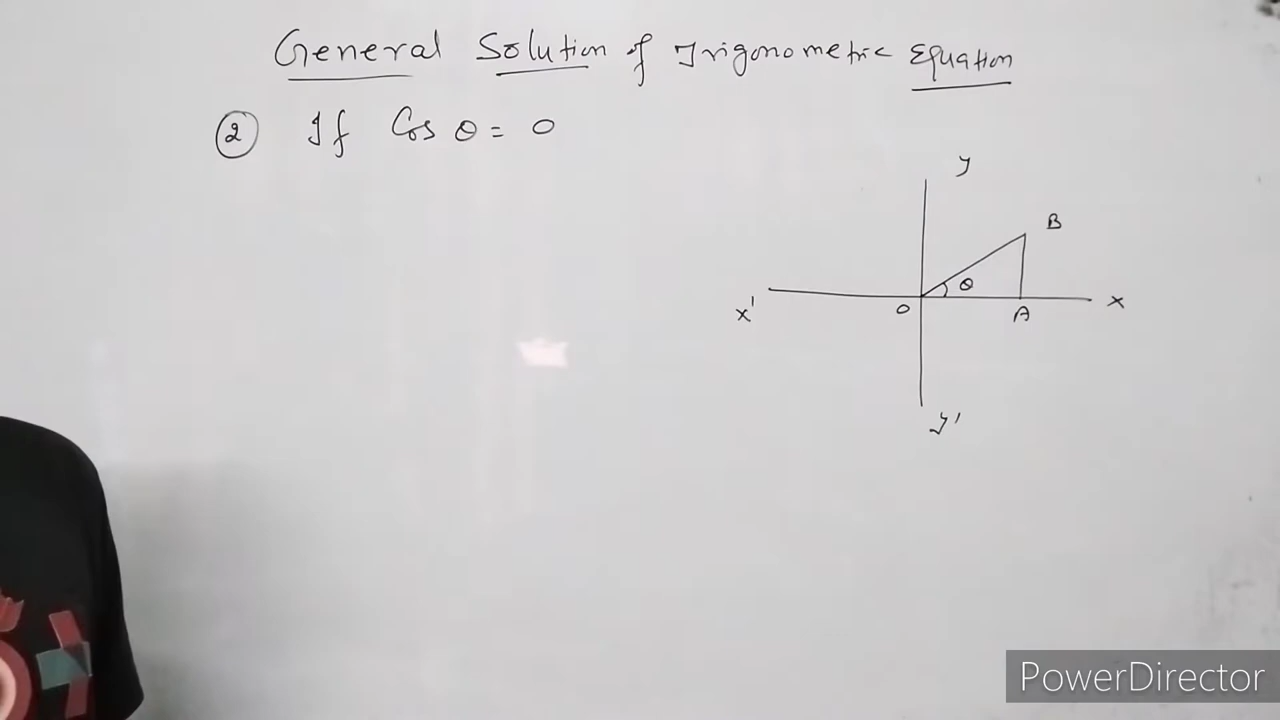 General Solution of Trigonometric Equation
② If Cos θ = 0
y
B
θ
x' O A x
y'
PowerDirector